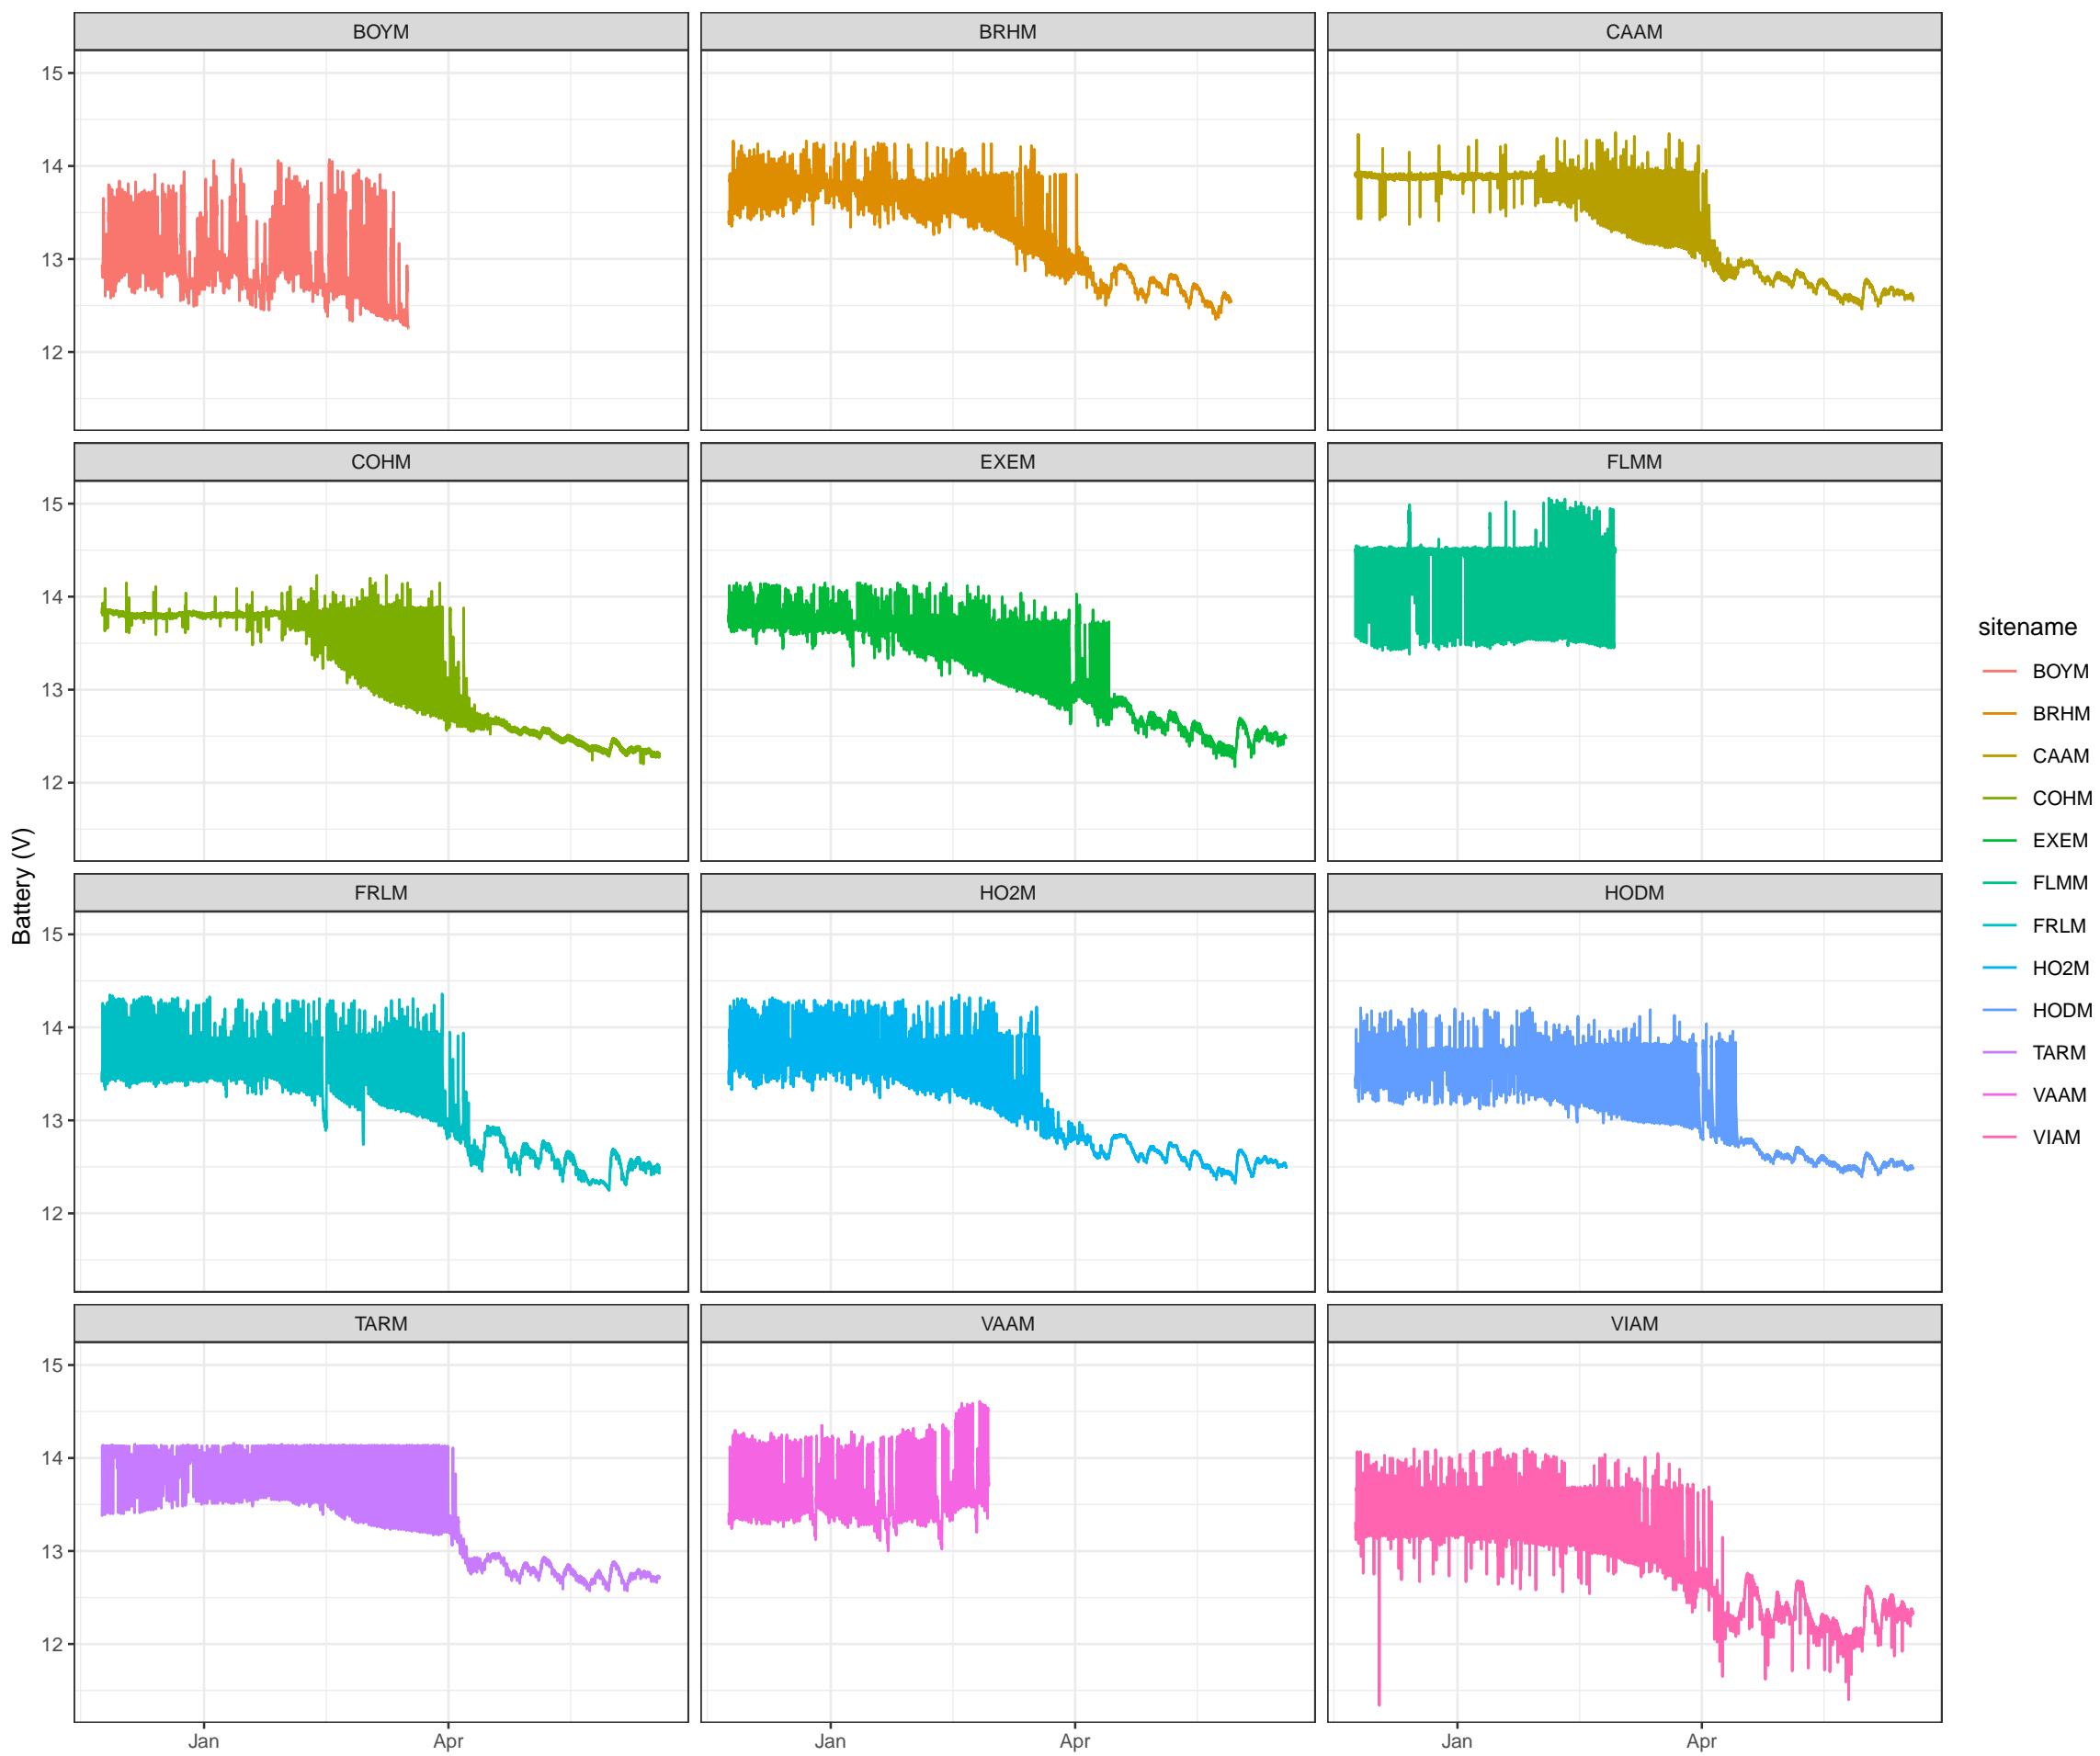 BOYM BRHM CAAM
15
14
13
12
COHM EXEM FLMM
15
14
13
12
Battery (V)
FRLM HO2M HODM
15
14
13
12
TARM VAAM VIAM
15
14
13
12
Jan Apr Jan Apr Jan Apr
sitename
BOYM
BRHM
CAAM
COHM
EXEM
FLMM
FRLM
HO2M
HODM
TARM
VAAM
VIAM